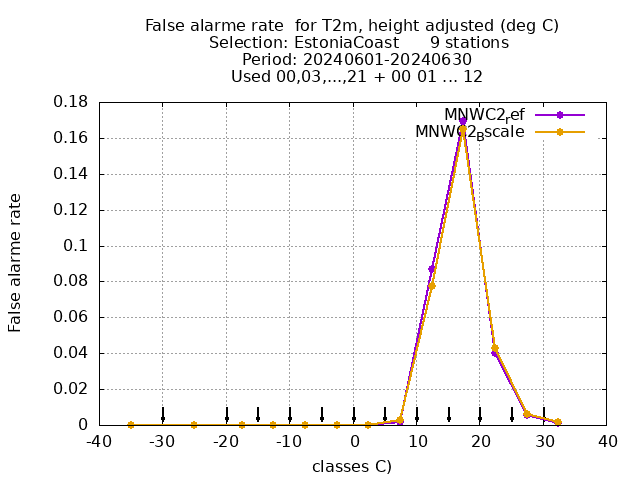 False alarme rate  for T2m, height adjusted (deg C)
Selection: EstoniaCoast      9 stations
Period: 20240601-20240630
Used 00,03,...,21 + 00 01 ... 12
MNWC2_ref
MNWC2_Bscale
False alarme rate
0.18
0.16
0.14
0.12
0.1
0.08
0.06
0.04
0.02
0
-40 -30 -20 -10 0 10 20 30 40
classes C)